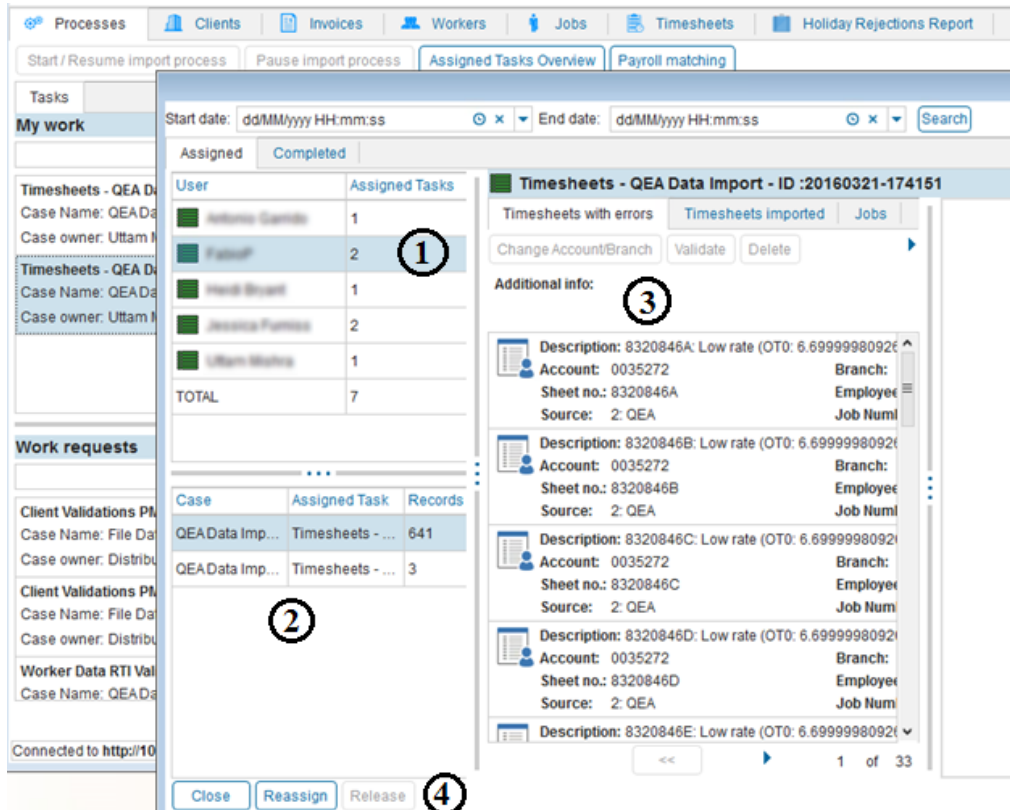 Processes Clients Invoices Workers Jobs Timesheets Holiday Rejections Report
Start / Resume import process Pause import process Assigned Tasks Overview Payroll matching
Tasks
My work
Timesheets - QEA Da
Case Name: QEA Da
Case owner: Uttam M
Timesheets - QEA Da
Case Name: QEA Da
Case owner: Uttam M
Work requests
Client Validations PM
Case Name: File Dat
Case owner: Distribu
Client Validations PM
Case Name: File Dat
Case owner: Distribu
Worker Data RTI Vali
Case Name: QEA Da
Connected to http://10
Start date: dd/MM/yyyy HH:mm:ss End date: dd/MM/yyyy HH:mm:ss Search
Assigned Completed
User Assigned Tasks
1
2
1
2
1
TOTAL 7
1
Case Assigned Task Records
QEA Data Imp... Timesheets - ... 641
QEA Data Imp... Timesheets - ... 3
2
Timesheets - QEA Data Import - ID :20160321-174151
Timesheets with errors Timesheets imported Jobs
Change Account/Branch Validate Delete
Additional info:
3
Description: 8320846A: Low rate (OT0: 6.69999980926
Account: 0035272 Branch:
Sheet no.: 8320846A Employee
Source: 2: QEA Job Num
Description: 8320846B: Low rate (OT0: 6.69999980926
Account: 0035272 Branch:
Sheet no.: 8320846B Employee
Source: 2: QEA Job Num
Description: 8320846C: Low rate (OT0: 6.69999980926
Account: 0035272 Branch:
Sheet no.: 8320846C Employee
Source: 2: QEA Job Num
Description: 8320846D: Low rate (OT0: 6.69999980926
Account: 0035272 Branch:
Sheet no.: 8320846D Employee
Source: 2: QEA Job Num
Description: 8320846E: Low rate (OT0: 6.69999980926
<< 1 of 33
Close Reassign Release 4